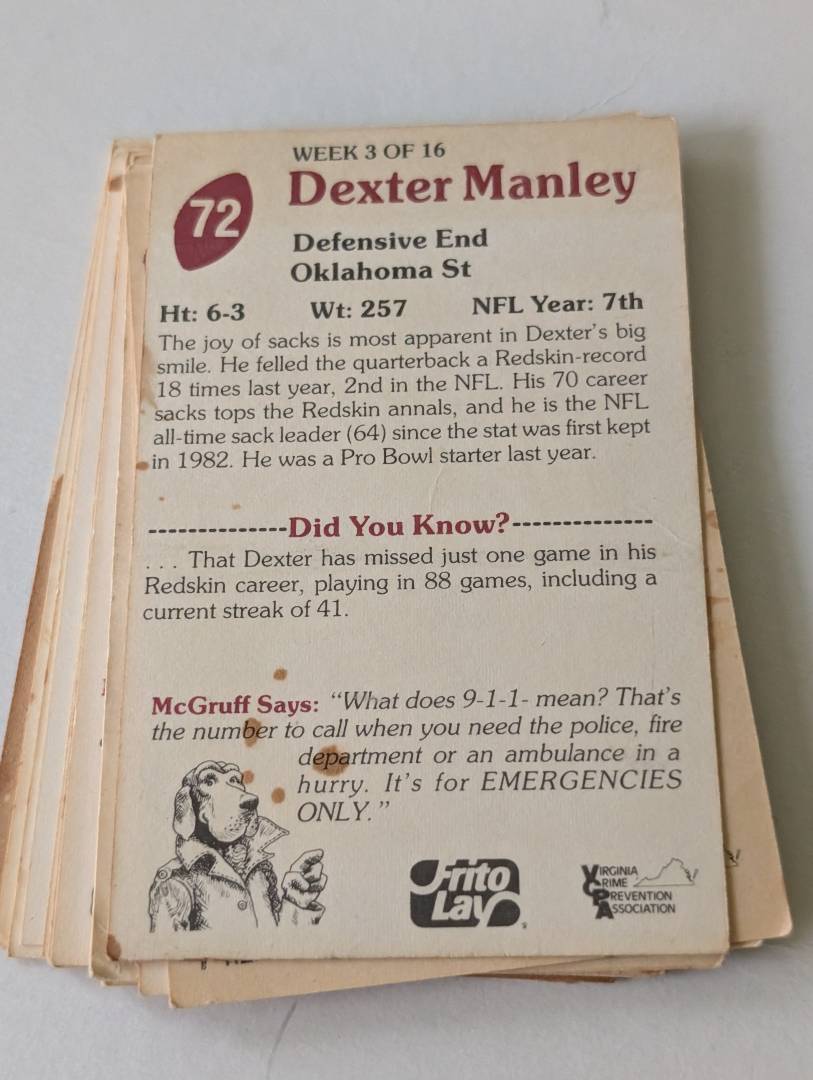 WEEK 3 OF 16
72
Dexter Manley
Defensive End
Oklahoma St
Ht: 6-3 Wt: 257 NFL Year: 7th
The joy of sacks is most apparent in Dexter's big
smile. He felled the quarterback a Redskin-record
18 times last year, 2nd in the NFL. His 70 career
sacks tops the Redskin annals, and he is the NFL
all-time sack leader (64) since the stat was first kept
in 1982. He was a Pro Bowl starter last year.
--------------Did You Know?--------------
. . . That Dexter has missed just one game in his
Redskin career, playing in 88 games, including a
current streak of 41.
McGruff Says: “What does 9-1-1- mean? That's
the number to call when you need the police, fire
department or an ambulance in a
hurry. It's for EMERGENCIES
ONLY.”
Frito
Lay
VIRGINIA
CRIME
PREVENTION
ASSOCIATION